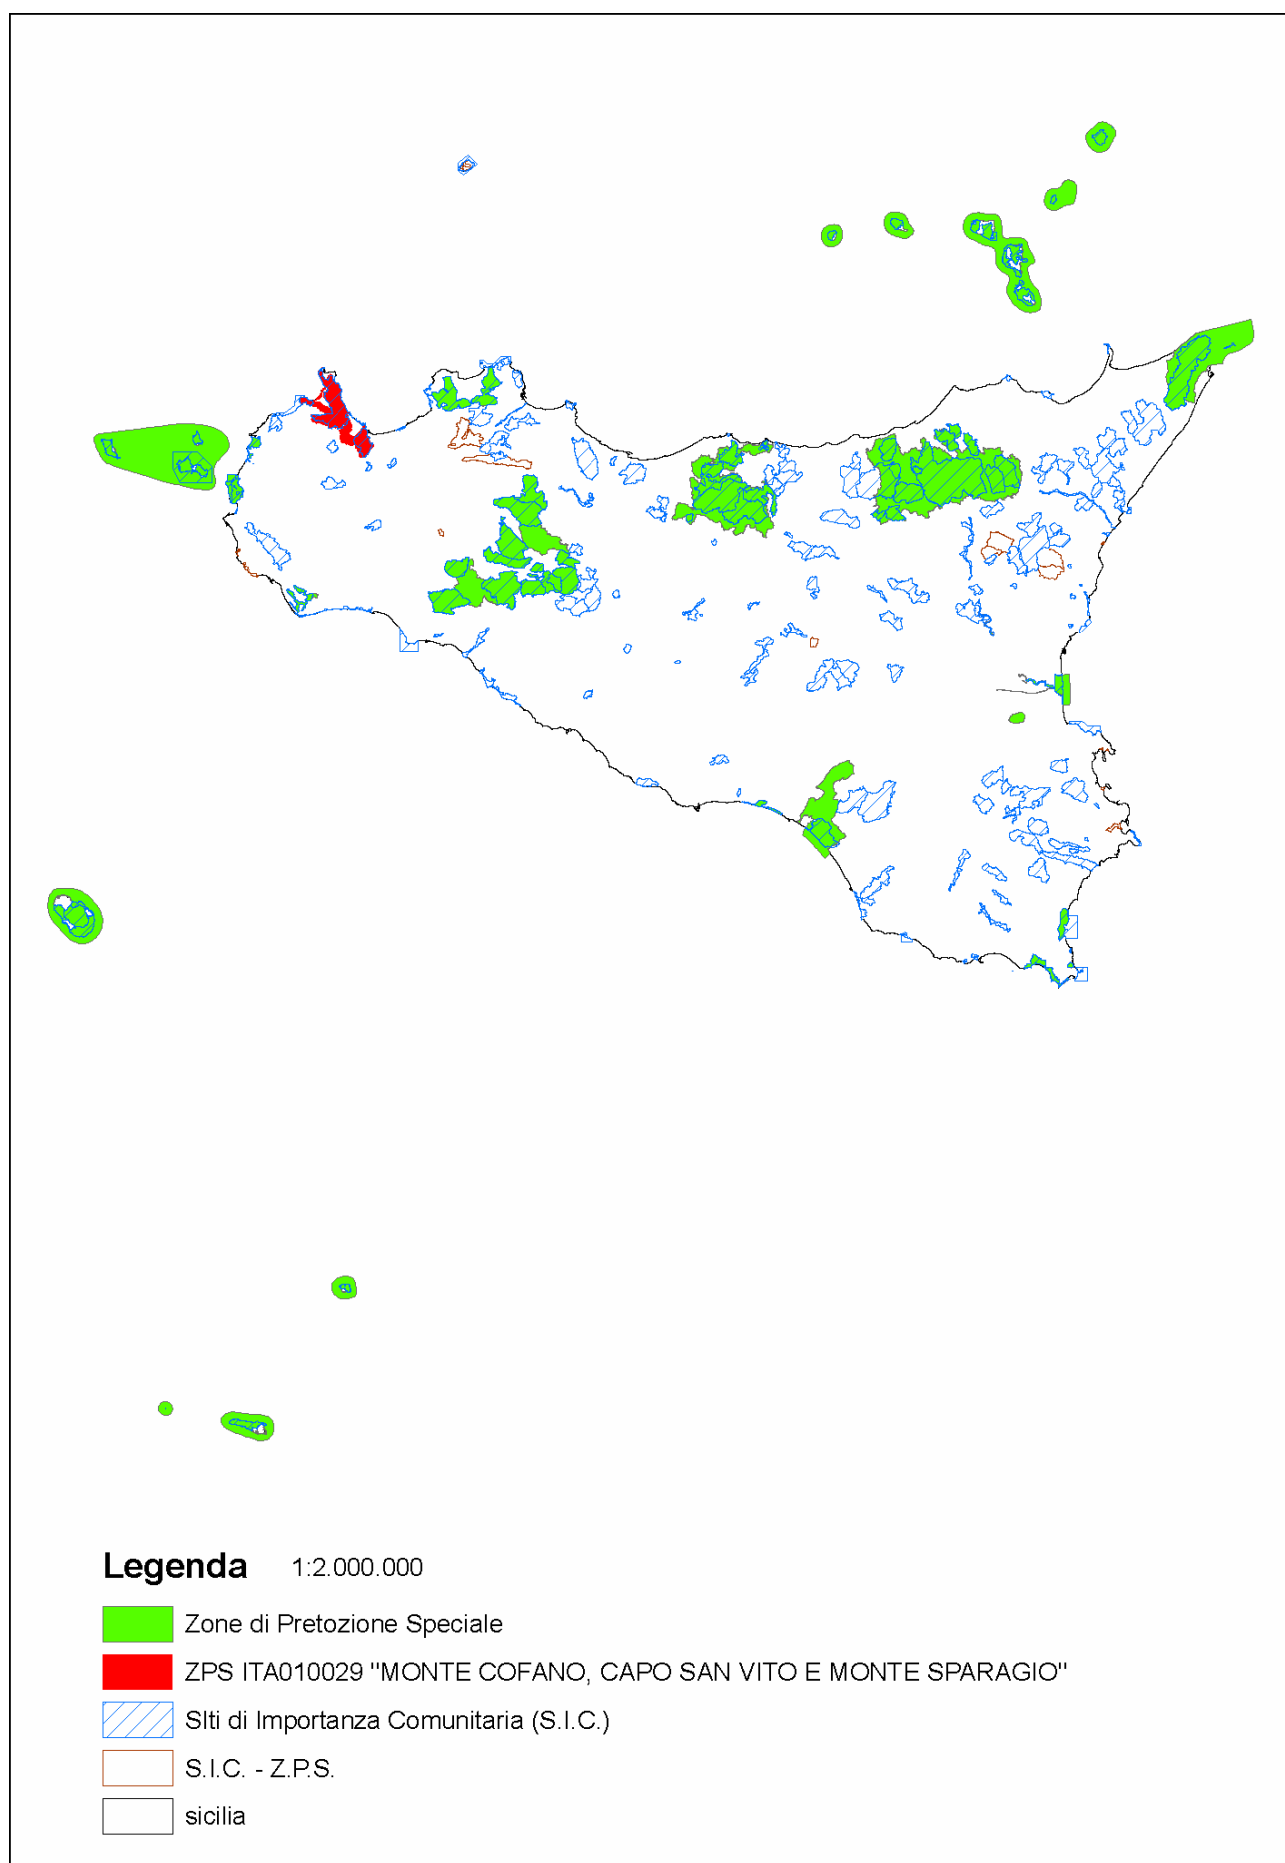 Legenda 1:2.000.000
Zone di Pretozione Speciale
ZPS ITA010029 "MONTE COFANO, CAPO SAN VITO E MONTE SPARAGIO"
SIti di Importanza Comunitaria (S.I.C.)
S.I.C. - Z.P.S.
sicilia